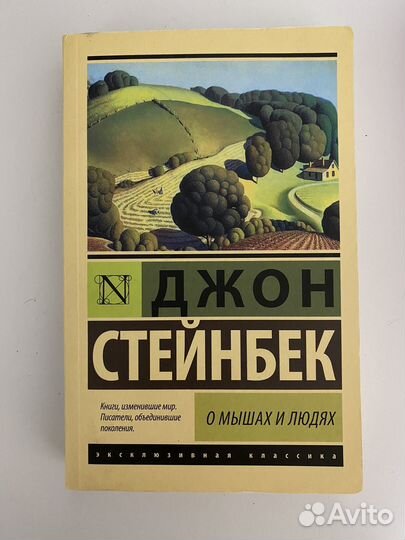 N
ДЖОН
СТЕЙНБЕК
Книги, изменившие мир.
Писатели, объединившие
поколения.
О МЫШАХ И ЛЮДЯХ
эксклюзивная классика
Avito